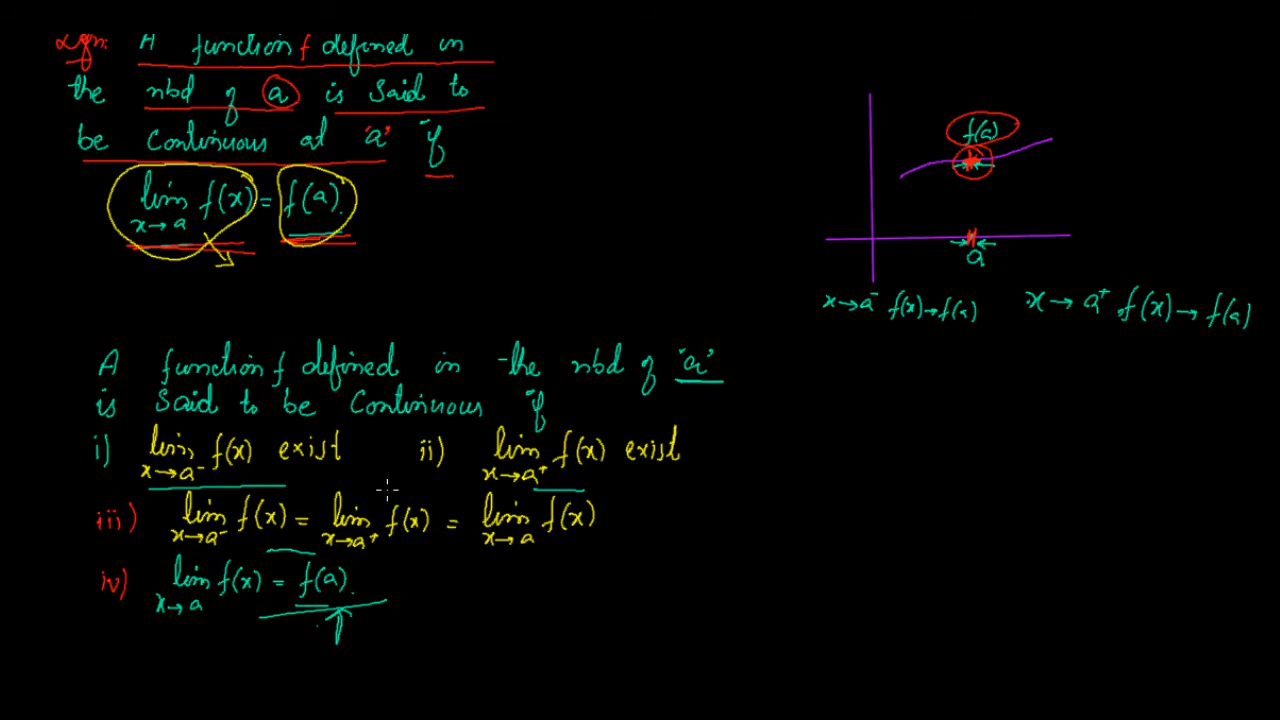 Defn: A function f defined in
the nbd of a is said to
be continuous at 'a' if
lim x→a f(x) = f(a).
f(a)
a
x→a⁻ f(x)→f(a) x→a⁺, f(x)→f(a)
A function f defined in the nbd of 'a'
is said to be continuous if
i) lim x→a⁻ f(x) exist ii) lim x→a⁺ f(x) exist
iii) lim x→a⁻ f(x) = lim x→a⁺ f(x) = lim x→a f(x)
iv) lim x→a f(x) = f(a).